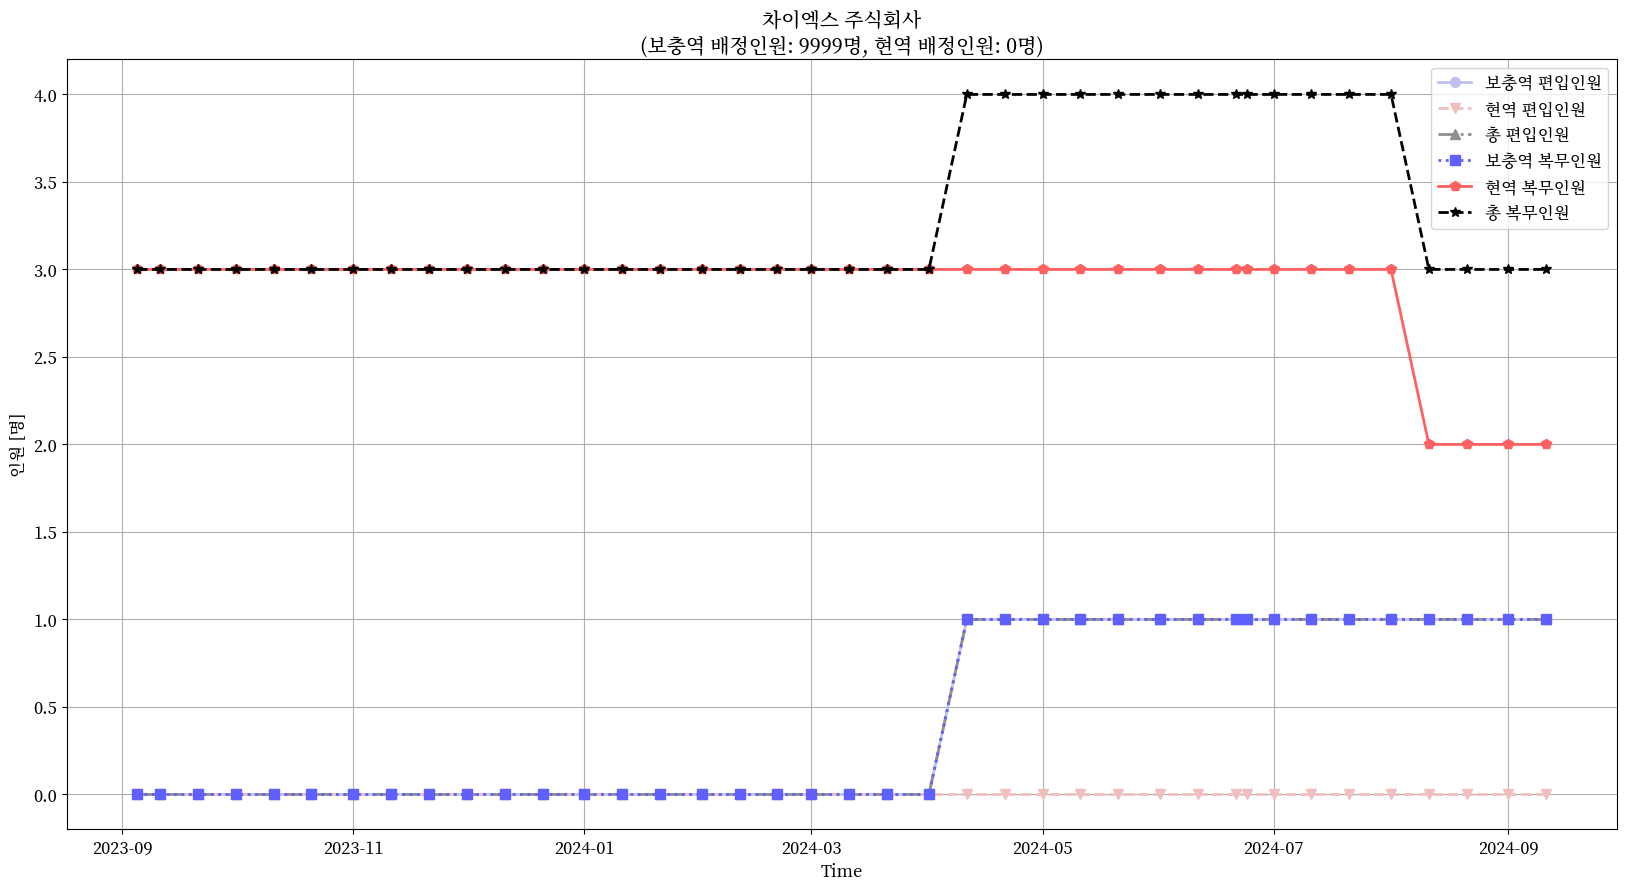 차이엑스 주식회사
(보충역 배정인원: 9999명, 현역 배정인원: 0명)
보충역 편입인원
현역 편입인원
총 편입인원
보충역 복무인원
현역 복무인원
총 복무인원
4.0
3.5
3.0
2.5
2.0
1.5
1.0
0.5
0.0
인원 [명]
2023-09
2023-11
2024-01
2024-03
2024-05
2024-07
2024-09
Time